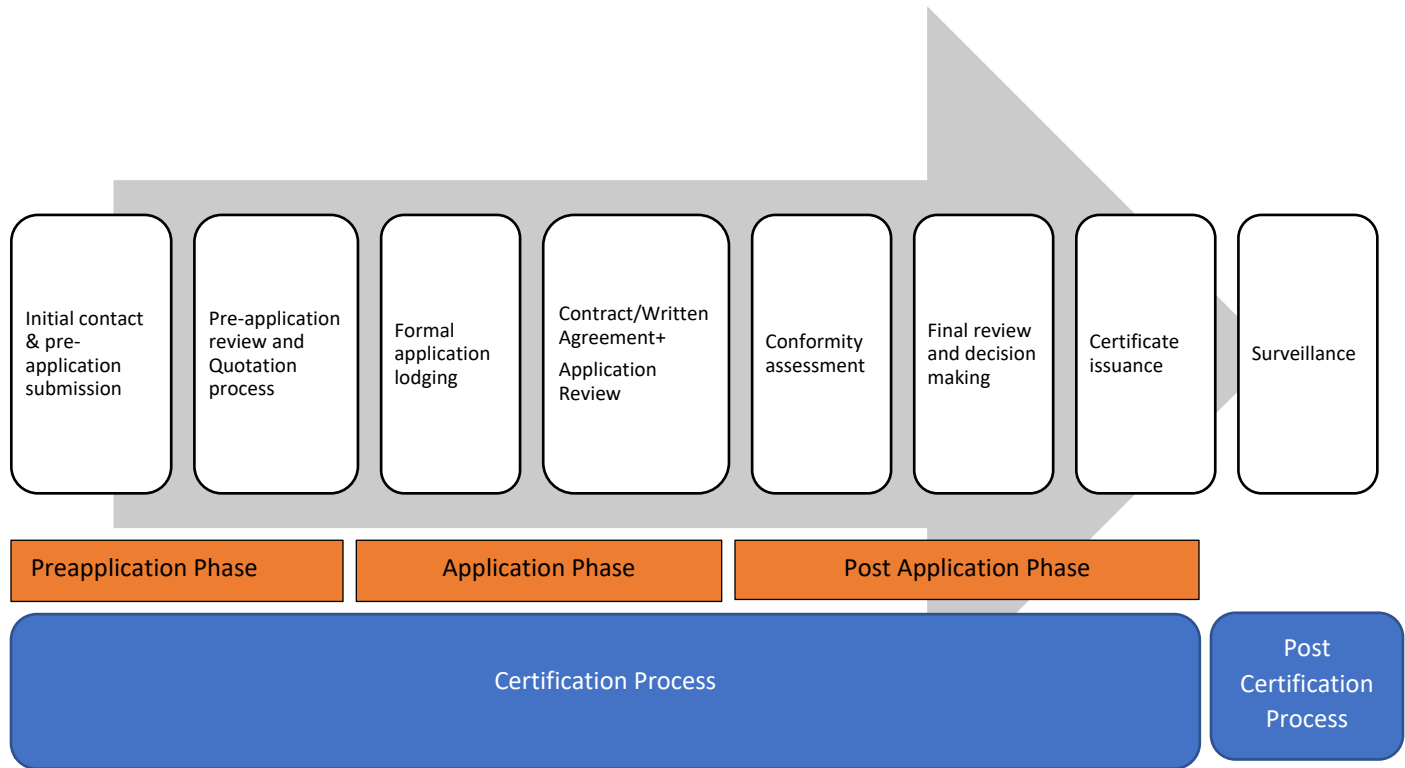 Initial contact
& pre-
application
submission
Pre-application
review and
Quotation
process
Formal
application
lodging
Contract/Written
Agreement+
Application
Review
Conformity
assessment
Final review
and decision
making
Certificate
issuance
Surveillance
Preapplication Phase
Application Phase
Post Application Phase
Certification Process
Post
Certification
Process